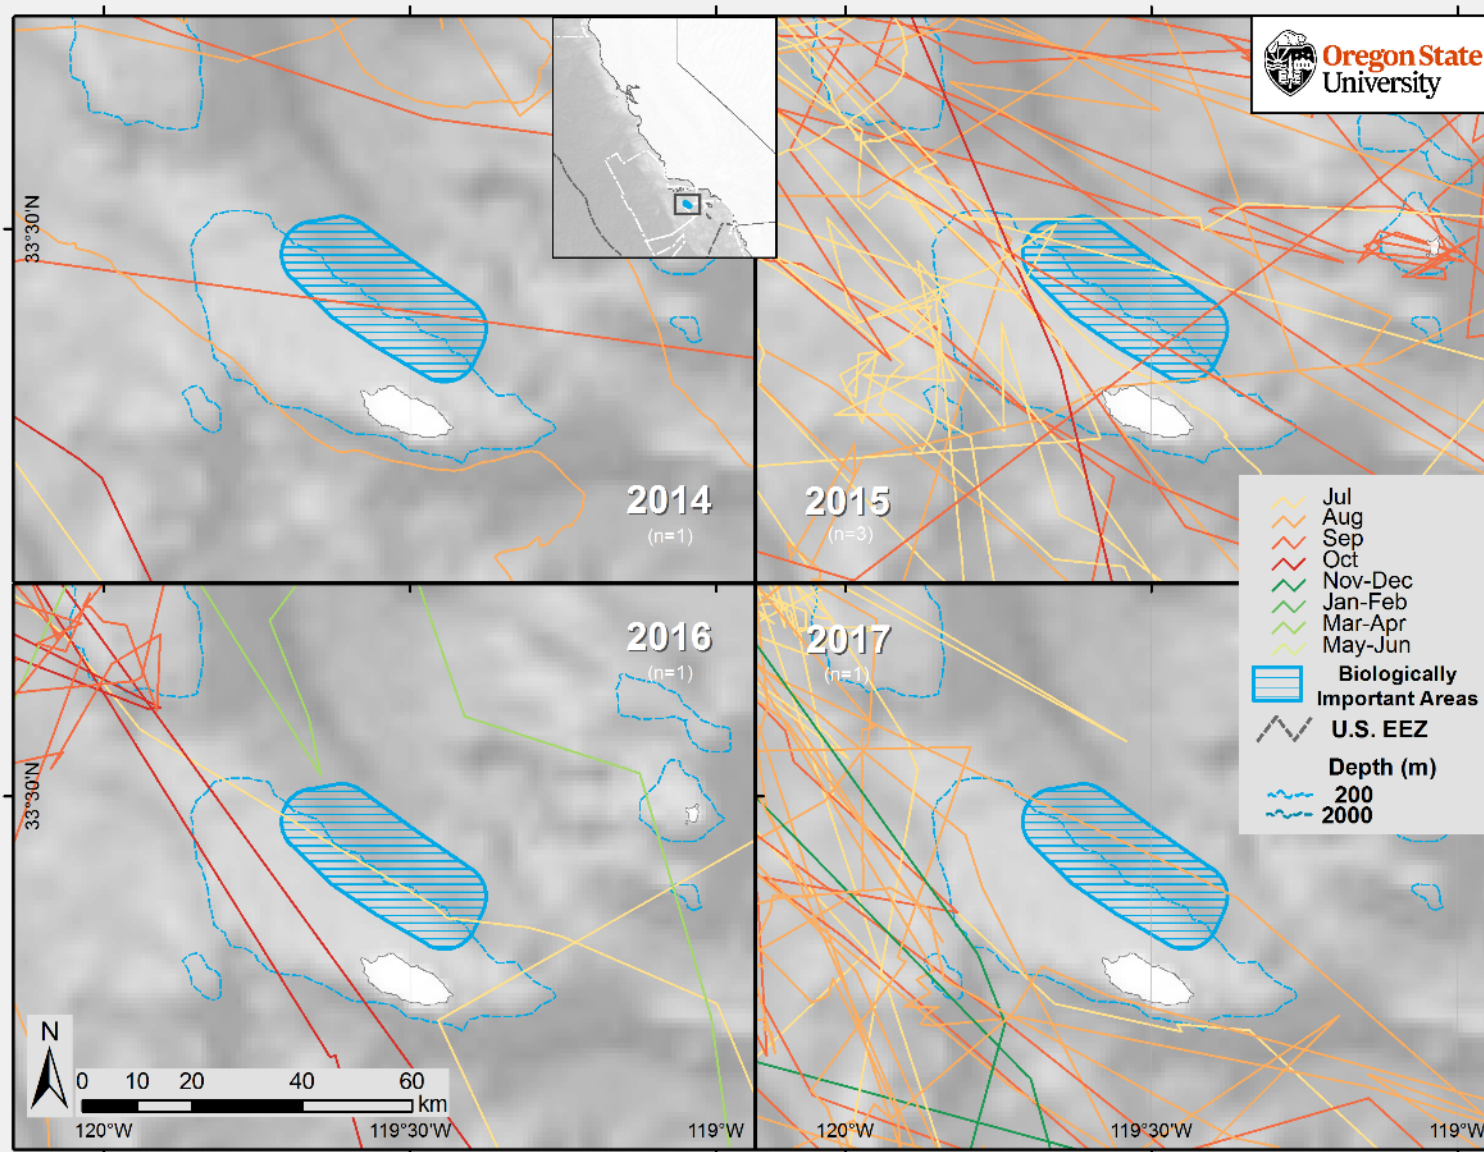 Oregon State
University
33°30'N
2014
(n=1)
2015
(n=3)
Jul
Aug
Sep
Oct
Nov-Dec
Jan-Feb
Mar-Apr
May-Jun
Biologically
Important Areas
U.S. EEZ
Depth (m)
200
2000
2016
(n=1)
2017
(n=1)
33°30'N
N
0 10 20 40 60
km
120°W 119°30'W 119°W 120°W 119°30'W 119°W